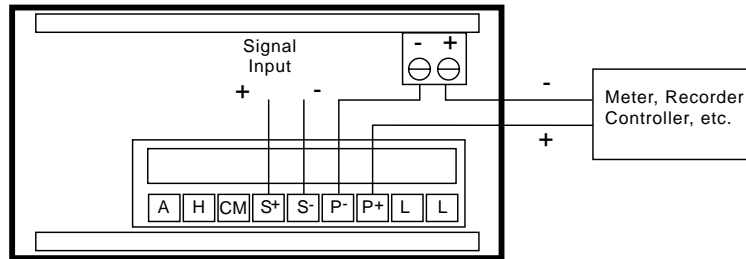 Signal
Input
+ -
- +
-
+
Meter, Recorder
Controller, etc.
A H CM S+ S- P- P+ L L